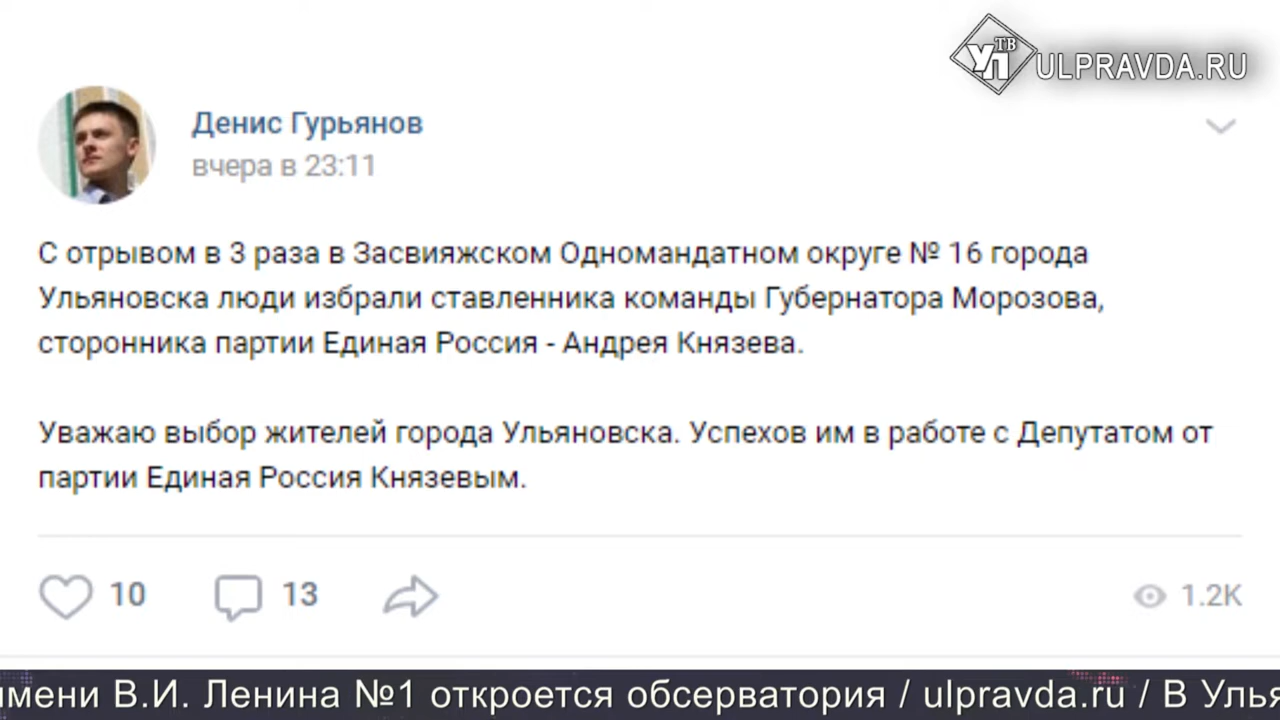 УП ТВ ULPRAVDA.RU
Денис Гурьянов
вчера в 23:11
С отрывом в 3 раза в Засвияжском Одномандатном округе № 16 города
Ульяновска люди избрали ставленника команды Губернатора Морозова,
сторонника партии Единая Россия - Андрея Князева.
Уважаю выбор жителей города Ульяновска. Успехов им в работе с Депутатом от
партии Единая Россия Князевым.
10 13 1.2K
имени В.И. Ленина №1 откроется обсерватория / ulpravda.ru / В Улья